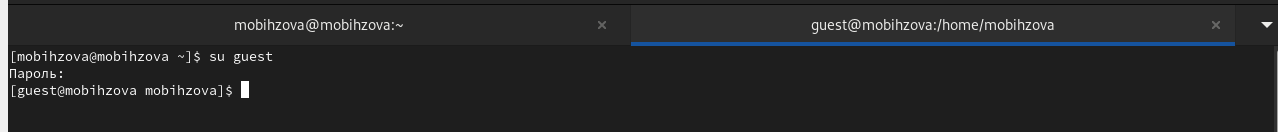 mobihzova@mobihzova:~
guest@mobihzova:/home/mobihzova
[mobihzova@mobihzova ~]$ su guest
Пароль:
[guest@mobihzova mobihzova]$